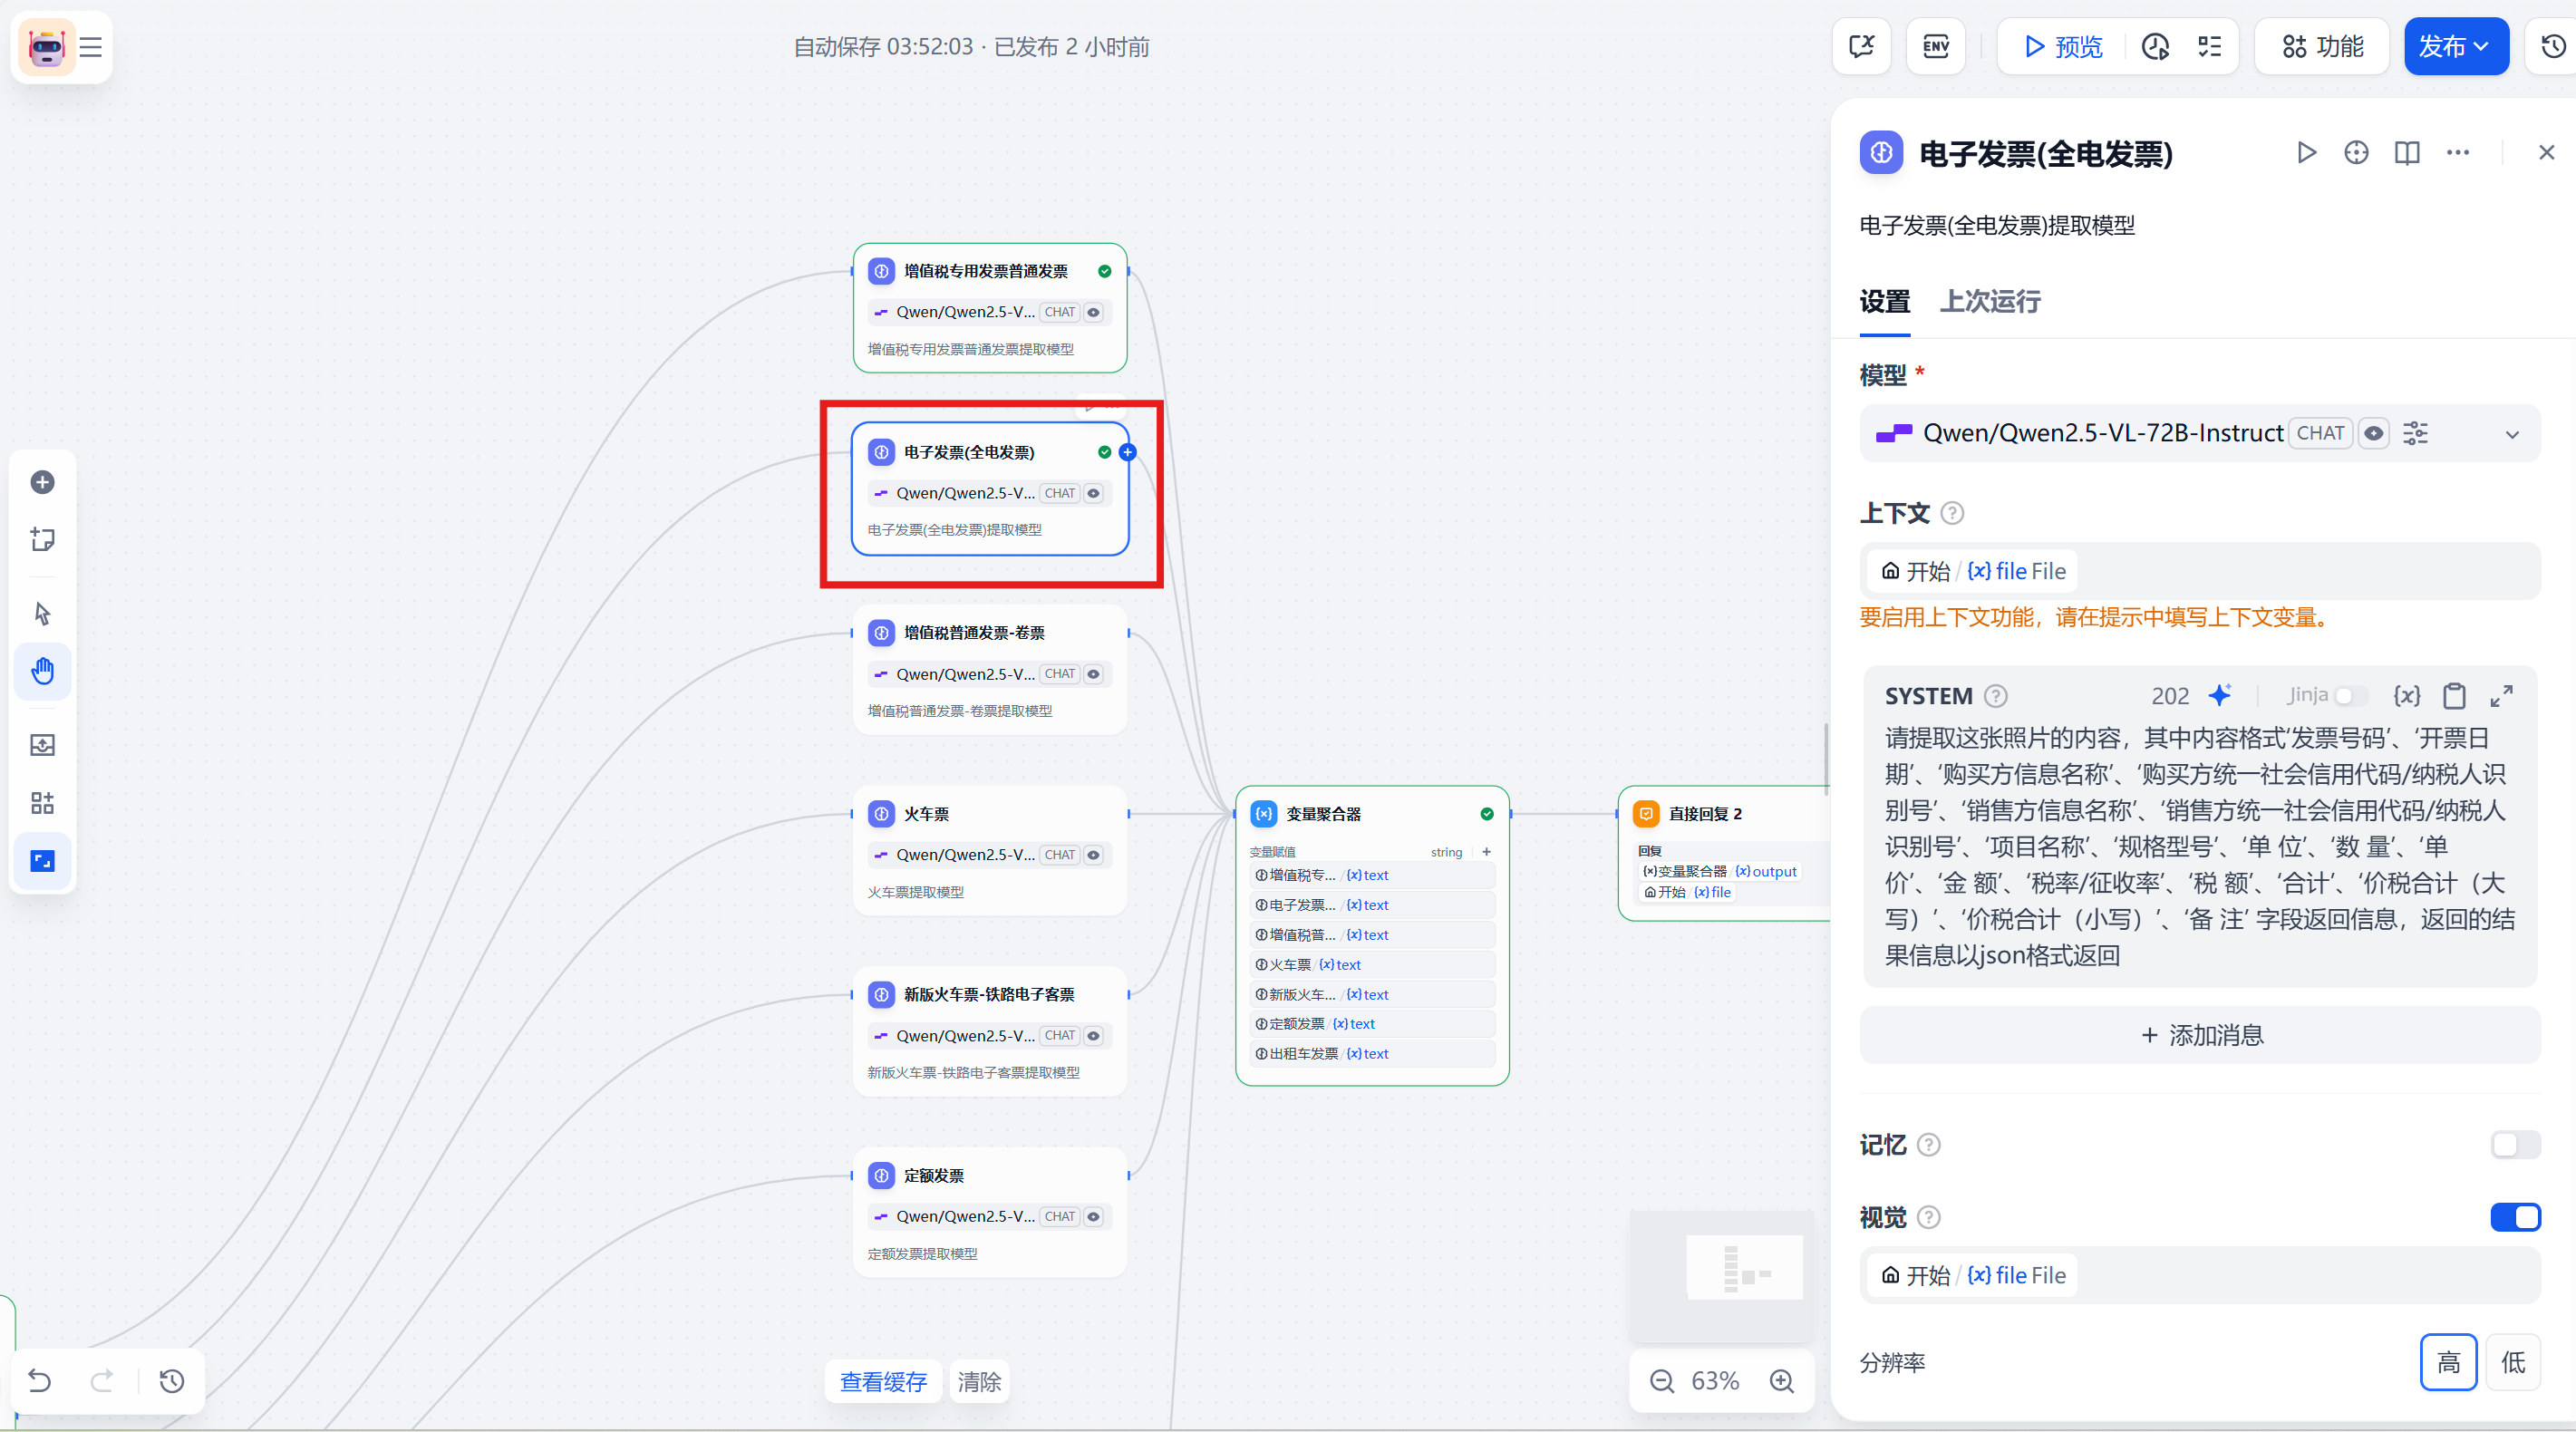 自动保存 03:52:03 · 已发布 2 小时前
ENV
预览
功能
发布
增值税专用发票普通发票
Qwen/Qwen2.5-V... CHAT
增值税专用发票普通发票提取模型
电子发票(全电发票)
Qwen/Qwen2.5-V... CHAT
电子发票(全电发票)提取模型
增值税普通发票-卷票
Qwen/Qwen2.5-V... CHAT
增值税普通发票-卷票提取模型
火车票
Qwen/Qwen2.5-V... CHAT
火车票提取模型
新版火车票-铁路电子客票
Qwen/Qwen2.5-V... CHAT
新版火车票-铁路电子客票提取模型
定额发票
Qwen/Qwen2.5-V... CHAT
定额发票提取模型
变量聚合器
变量赋值 string +
增值税专... / {x} text
电子发票... / {x} text
增值税普... / {x} text
火车票 / {x} text
新版火车... / {x} text
定额发票 / {x} text
出租车发票 / {x} text
直接回复 2
回复
{x} 变量聚合器 / {x} output
开始 / {x} file
查看缓存 清除
63%
电子发票(全电发票)
电子发票(全电发票)提取模型
设置 上次运行
模型 *
Qwen/Qwen2.5-VL-72B-Instruct CHAT
上下文
开始 / {x} file File
要启用上下文功能，请在提示中填写上下文变量。
SYSTEM 202 Jinja {x}
请提取这张照片的内容，其中内容格式‘发票号码’、‘开票日
期’、‘购买方信息名称’、‘购买方统一社会信用代码/纳税人识
别号’、‘销售方信息名称’、‘销售方统一社会信用代码/纳税人
识别号’、‘项目名称’、‘规格型号’、‘单 位’、‘数 量’、‘单
价’、‘金 额’、‘税率/征收率’、‘税 额’、‘合计’、‘价税合计（大
写）’、‘价税合计（小写）’、‘备 注’ 字段返回信息，返回的结
果信息以json格式返回
+ 添加消息
记忆
视觉
开始 / {x} file File
分辨率 高 低